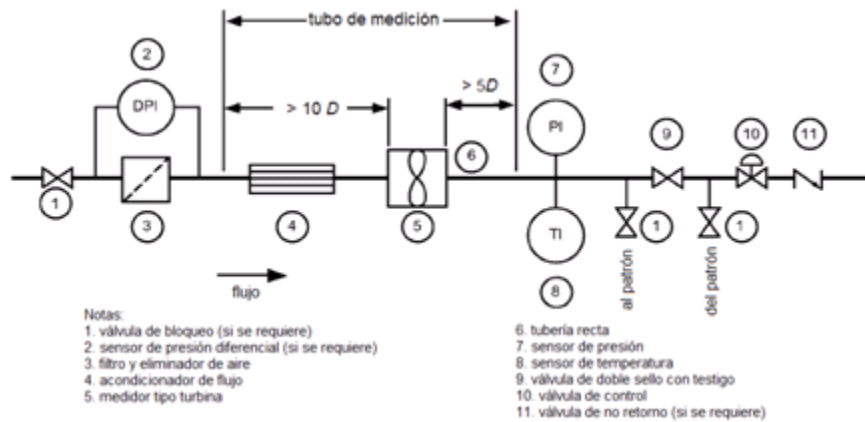 tubo de medición
2
7
> 5D
> 10 D
DPI
PI
9
10
11
6
1
3
4
5
TI
1
1
8
al patrón
del patrón
flujo
Notas:
1. válvula de bloqueo (si se requiere)
2. sensor de presión diferencial (si se requiere)
3. filtro y eliminador de aire
4. acondicionador de flujo
5. medidor tipo turbina
6. tubería recta
7. sensor de presión
8. sensor de temperatura
9. válvula de doble sello con testigo
10. válvula de control
11. válvula de no retorno (si se requiere)